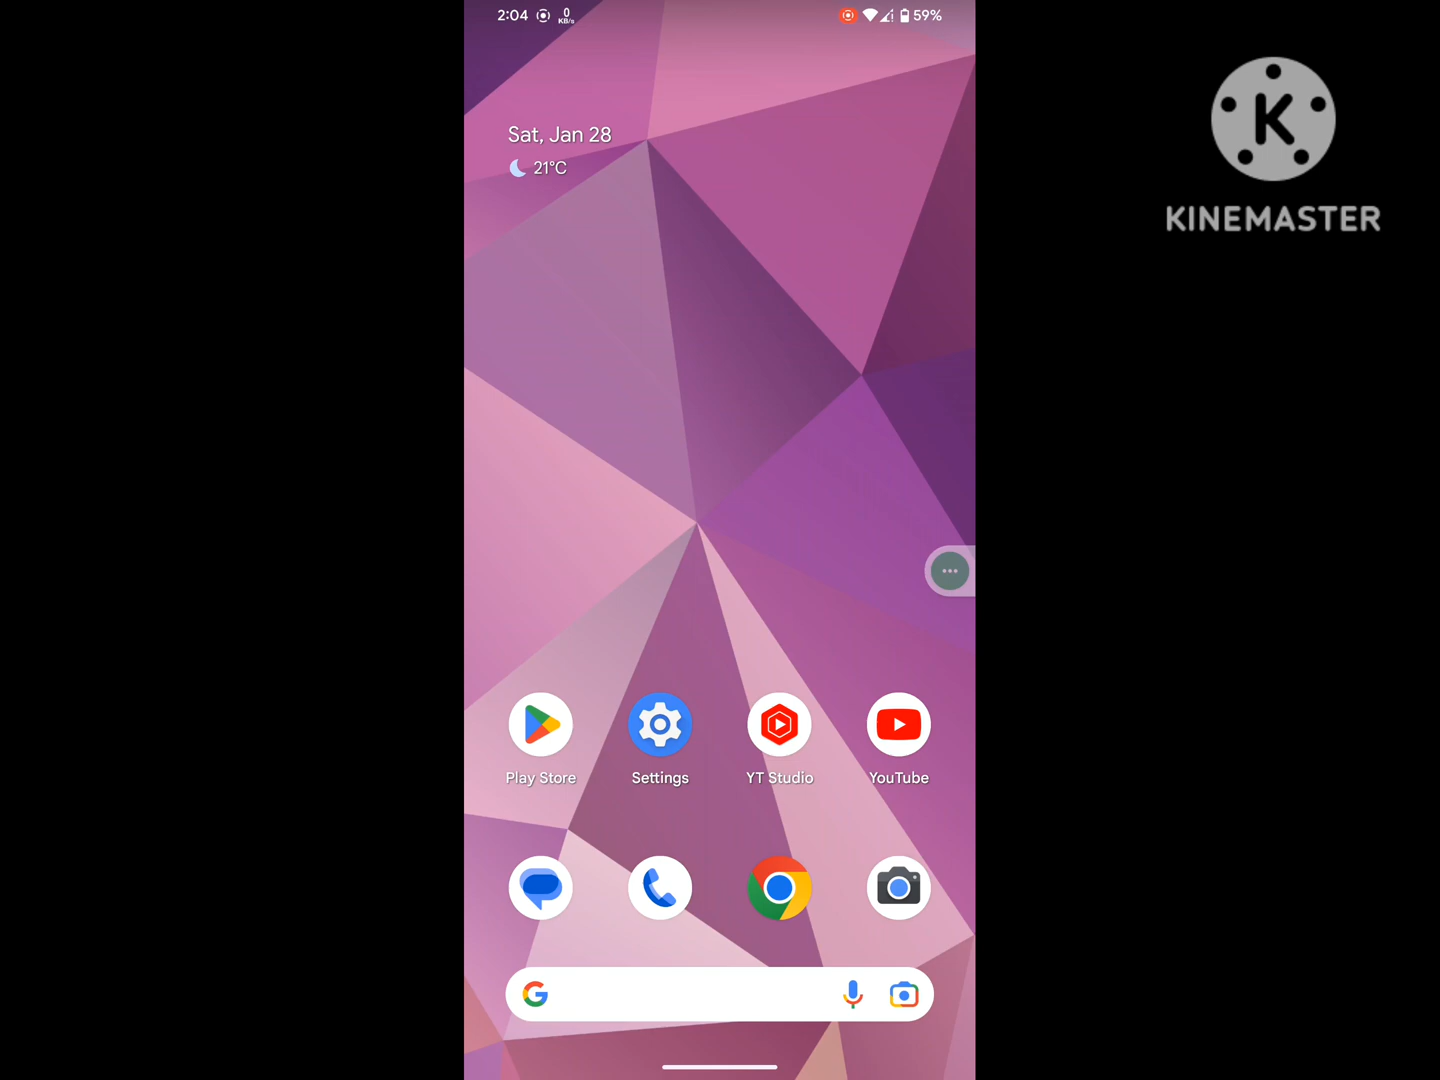 2:04 0 KB/s 59%
KINEMASTER
Sat, Jan 28
21°C
Play Store Settings YT Studio YouTube